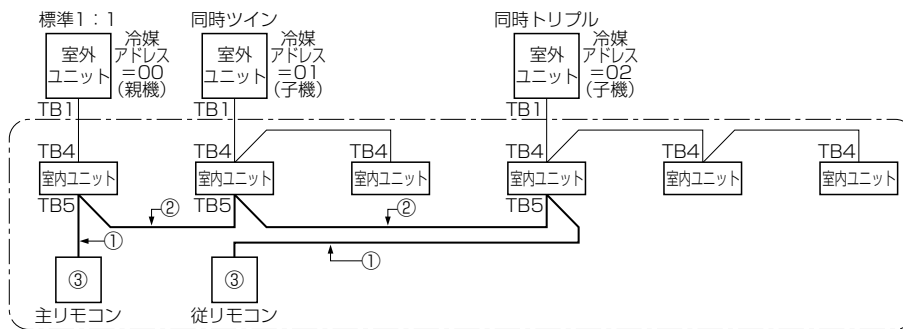 標準1:1
同時ツイン
同時トリプル
室外
ユニット
冷媒
アドレス
=00
(親機)
室外
ユニット
冷媒
アドレス
=01
(子機)
室外
ユニット
冷媒
アドレス
=02
(子機)
TB1
TB1
TB1
TB4
TB4
TB4
TB4
TB4
TB4
室内ユニット
室内ユニット
室内ユニット
室内ユニット
室内ユニット
室内ユニット
TB5
TB5
TB5
②
②
①
①
③
③
主リモコン
従リモコン